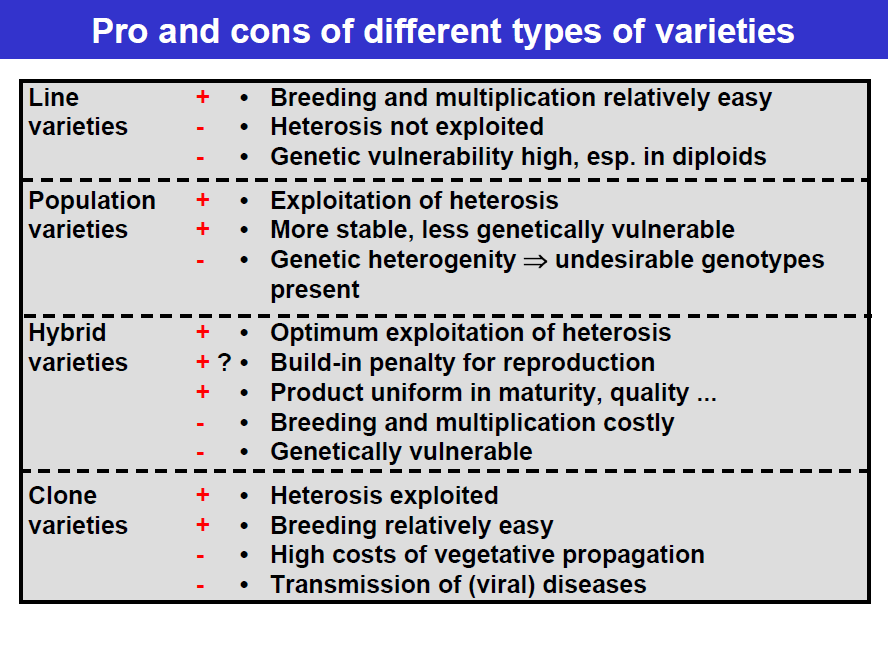 Pro and cons of different types of varieties
Line + • Breeding and multiplication relatively easy
varieties - • Heterosis not exploited
- • Genetic vulnerability high, esp. in diploids
Population + • Exploitation of heterosis
varieties + • More stable, less genetically vulnerable
- • Genetic heterogenity ⇒ undesirable genotypes
present
Hybrid + • Optimum exploitation of heterosis
varieties + ? • Build-in penalty for reproduction
+ • Product uniform in maturity, quality ...
- • Breeding and multiplication costly
- • Genetically vulnerable
Clone + • Heterosis exploited
varieties + • Breeding relatively easy
- • High costs of vegetative propagation
- • Transmission of (viral) diseases